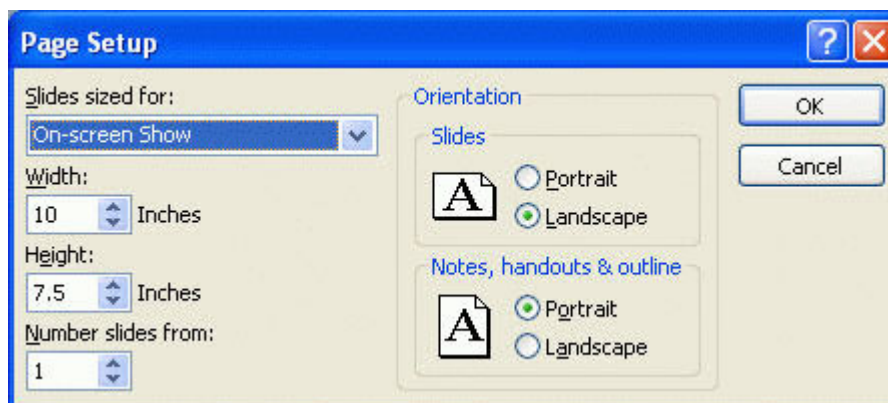 Page Setup
Slides sized for:
On-screen Show
Width:
10 Inches
Height:
7.5 Inches
Number slides from:
1
Orientation
Slides
A
Portrait
Landscape
Notes, handouts & outline
A
Portrait
Landscape
OK
Cancel